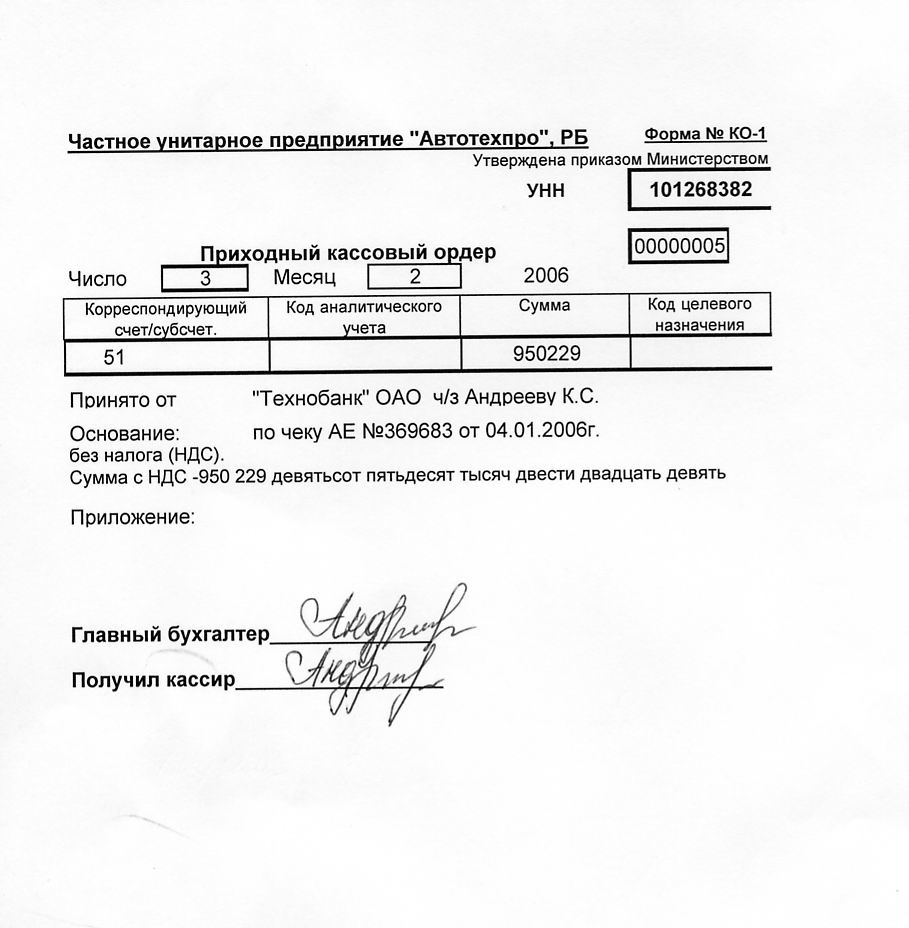 Частное унитарное предприятие "Автотехпро", РБ Форма № КО-1
Утверждена приказом Министерством
УНН 101268382
00000005
Приходный кассовый ордер
Число 3 Месяц 2 2006
Корреспондирующий счет/субсчет. Код аналитического учета Сумма Код целевого назначения
51 950229
Принято от "Технобанк" ОАО ч/з Андрееву К.С.
Основание: по чеку АЕ №369683 от 04.01.2006г.
без налога (НДС).
Сумма с НДС -950 229 девятьсот пятьдесят тысяч двести двадцать девять
Приложение:
Главный бухгалтер
Получил кассир